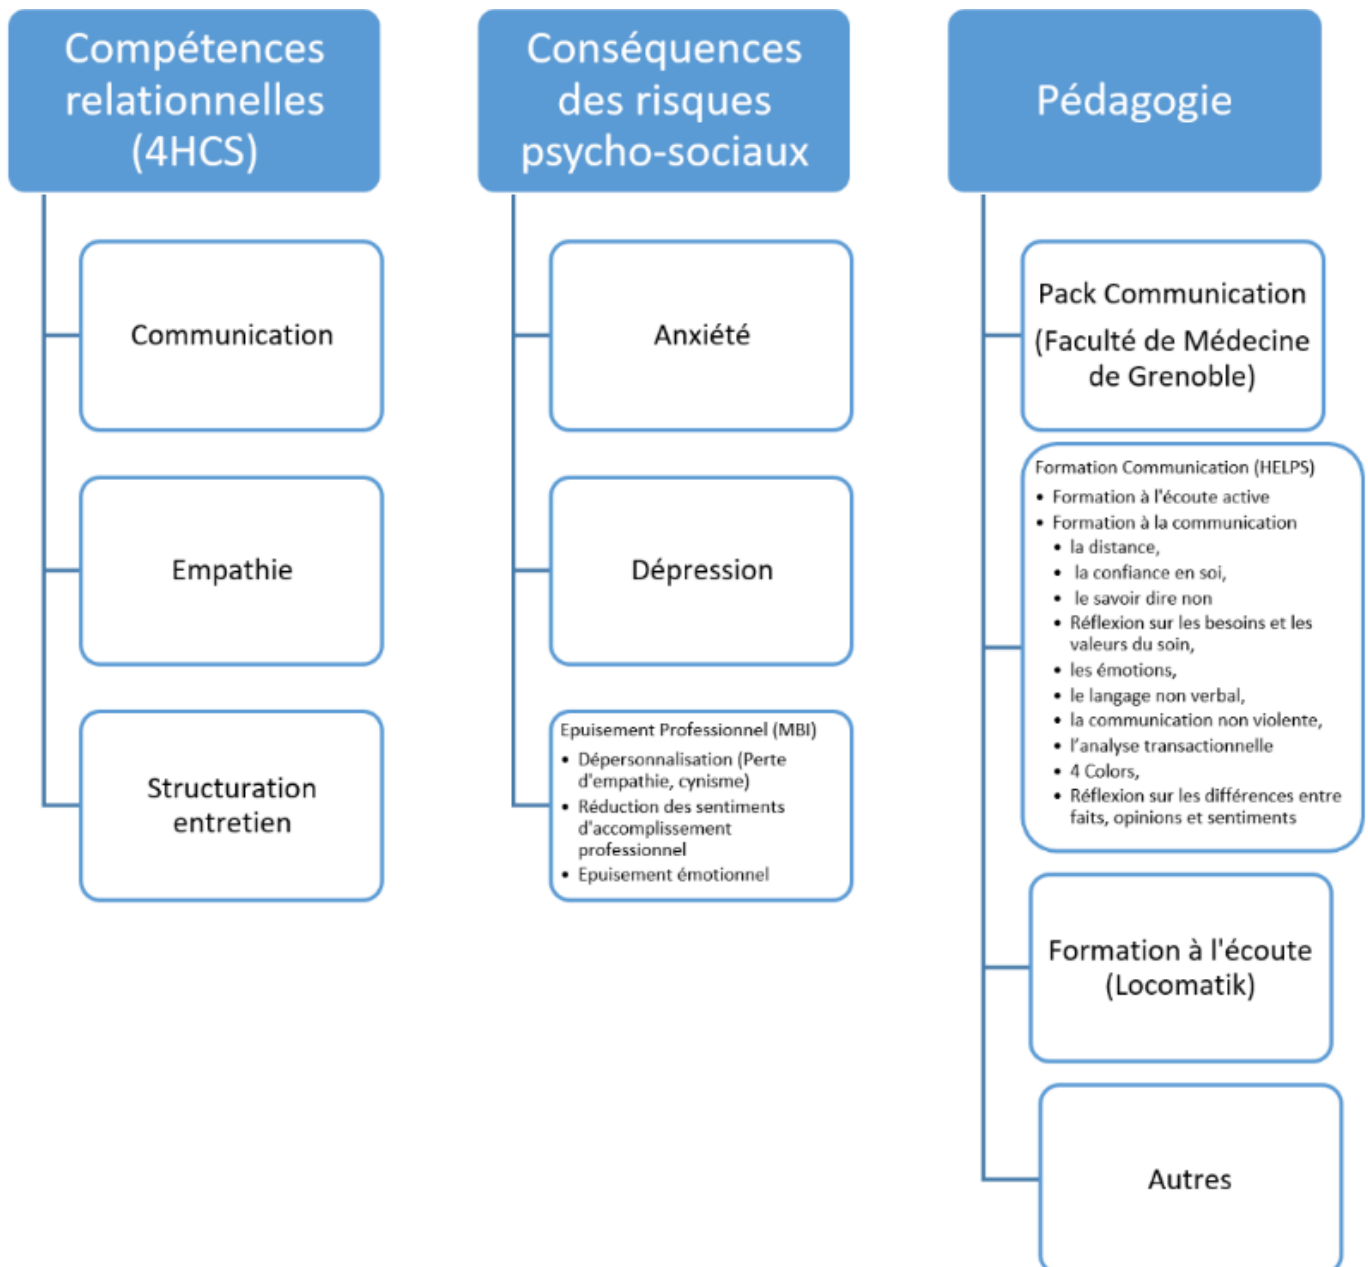 Compétences
relationnelles
(4HCS)
Communication
Empathie
Structuration
entretien
Conséquences
des risques
psycho-sociaux
Anxiété
Dépression
Epuisement Professionnel (MBI)
• Dépersonnalisation (Perte
d'empathie, cynisme)
• Réduction des sentiments
d'accomplissement
professionnel
• Epuisement émotionnel
Pédagogie
Pack Communication
(Faculté de Médecine
de Grenoble)
Formation Communication (HELPS)
• Formation à l'écoute active
• Formation à la communication
• la distance,
• la confiance en soi,
• le savoir dire non
• Réflexion sur les besoins et les
valeurs du soin,
• les émotions,
• le langage non verbal,
• la communication non violente,
• l’analyse transactionnelle
• 4 Colors,
• Réflexion sur les différences entre
faits, opinions et sentiments
Formation à l'écoute
(Locomatik)
Autres